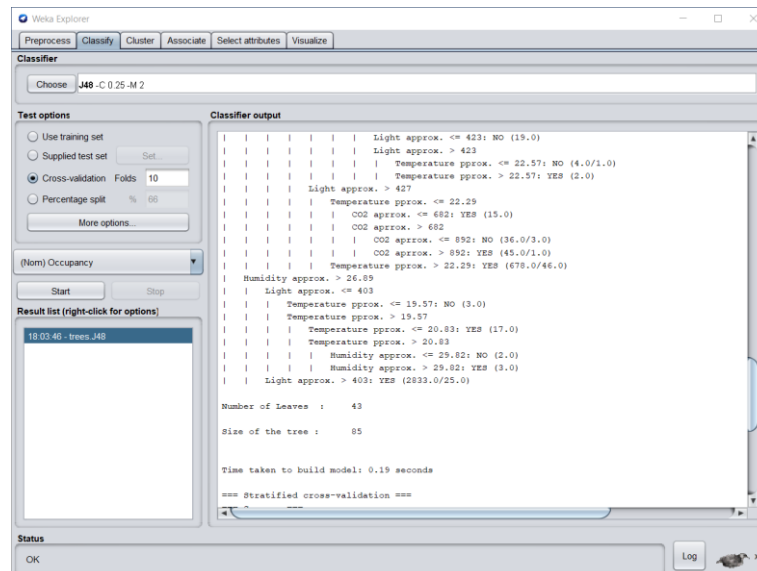 Weka Explorer
Preprocess Classify Cluster Associate Select attributes Visualize
Classifier
Choose J48 -C 0.25 -M 2
Test options
Use training set
Supplied test set Set...
Cross-validation Folds 10
Percentage split % 66
More options...
(Nom) Occupancy
Start Stop
Result list (right-click for options)
18:03:46 - trees.J48
Classifier output
| | | | | | | Light approx. <= 423: NO (19.0)
| | | | | | | Light approx. > 423
| | | | | | | | Temperature pprox. <= 22.57: NO (4.0/1.0)
| | | | | | | | Temperature pprox. > 22.57: YES (2.0)
| | | | Light approx. > 427
| | | | | Temperature pprox. <= 22.29
| | | | | | CO2 aprrox. <= 682: YES (15.0)
| | | | | | CO2 aprrox. > 682
| | | | | | | CO2 aprrox. <= 892: NO (36.0/3.0)
| | | | | | | CO2 aprrox. > 892: YES (45.0/1.0)
| | | | | Temperature pprox. > 22.29: YES (678.0/46.0)
| Humidity approx. > 26.89
| | Light approx. <= 403
| | | Temperature pprox. <= 19.57: NO (3.0)
| | | Temperature pprox. > 19.57
| | | | Temperature pprox. <= 20.83: YES (17.0)
| | | | Temperature pprox. > 20.83
| | | | | Humidity approx. <= 29.82: NO (2.0)
| | | | | Humidity approx. > 29.82: YES (3.0)
| | Light approx. > 403: YES (2833.0/25.0)
Number of Leaves : 43
Size of the tree : 85
Time taken to build model: 0.19 seconds
=== Stratified cross-validation ===
Status
OK
Log
x